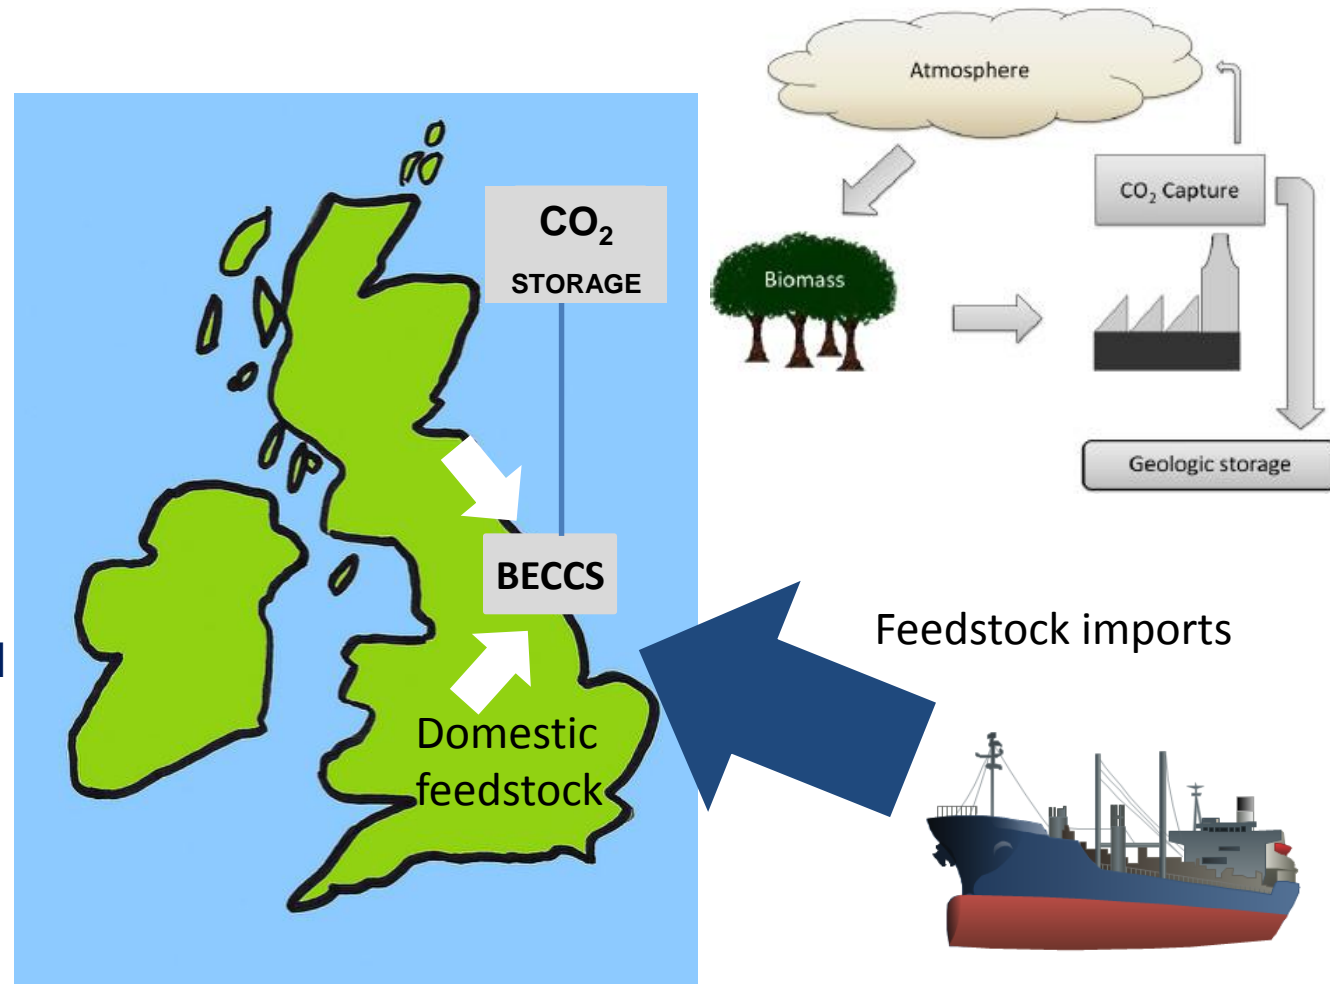 Atmosphere
CO₂ Capture
Biomass
Geologic storage
CO₂
STORAGE
BECCS
Feedstock imports
Domestic
feedstock